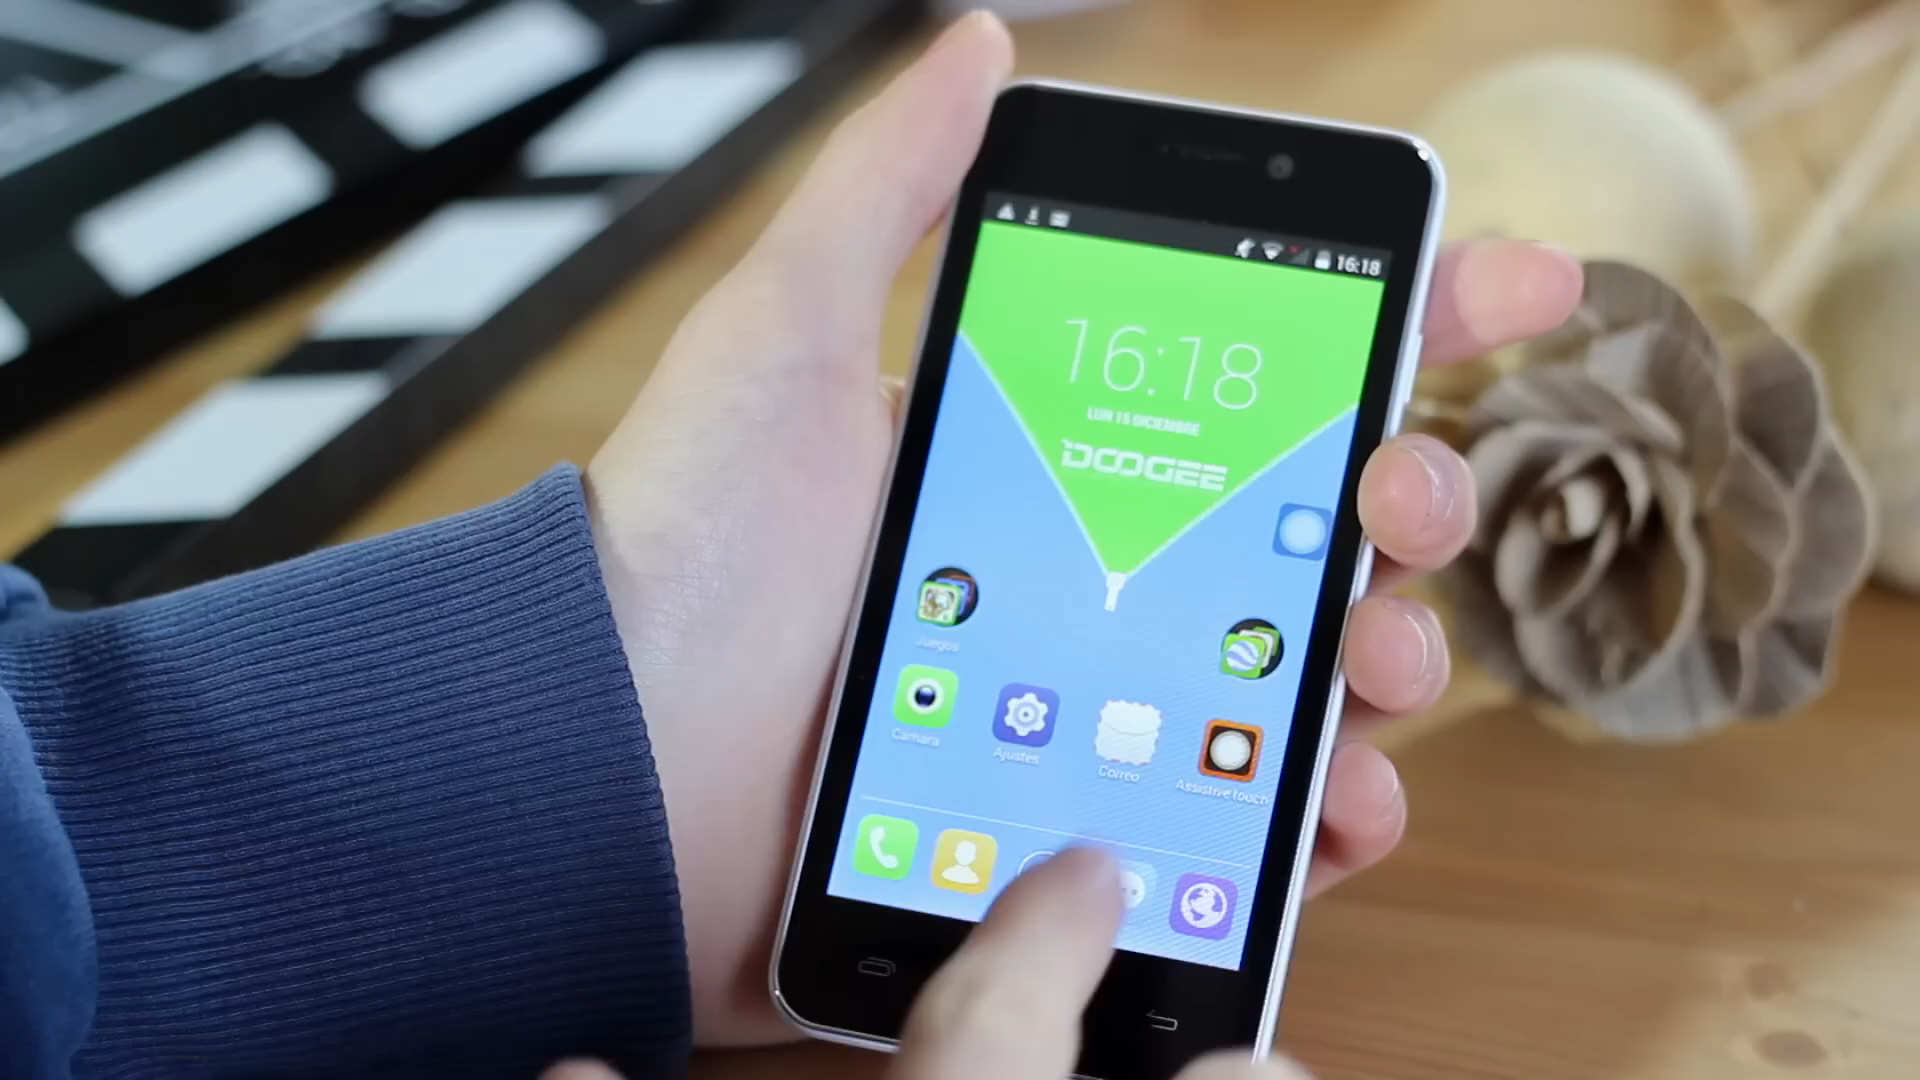 16:18
16:18
LUN 15 DICIEMBRE
DOOGEE
Juegos
Cámara
Ajustes
Correo
Assistive touch